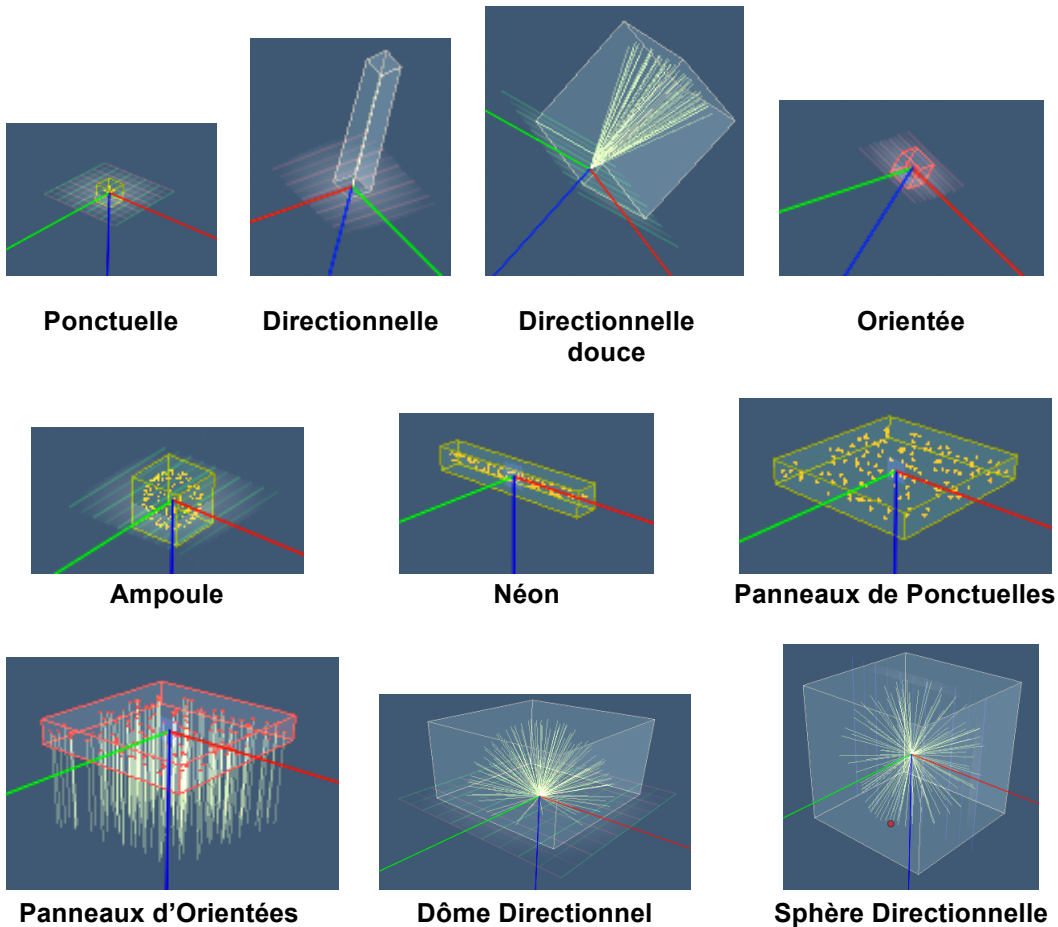 Ponctuelle
Directionnelle
Directionnelle
douce
Orientée
Ampoule
Néon
Panneaux de Ponctuelles
Panneaux d’Orientées
Dôme Directionnel
Sphère Directionnelle